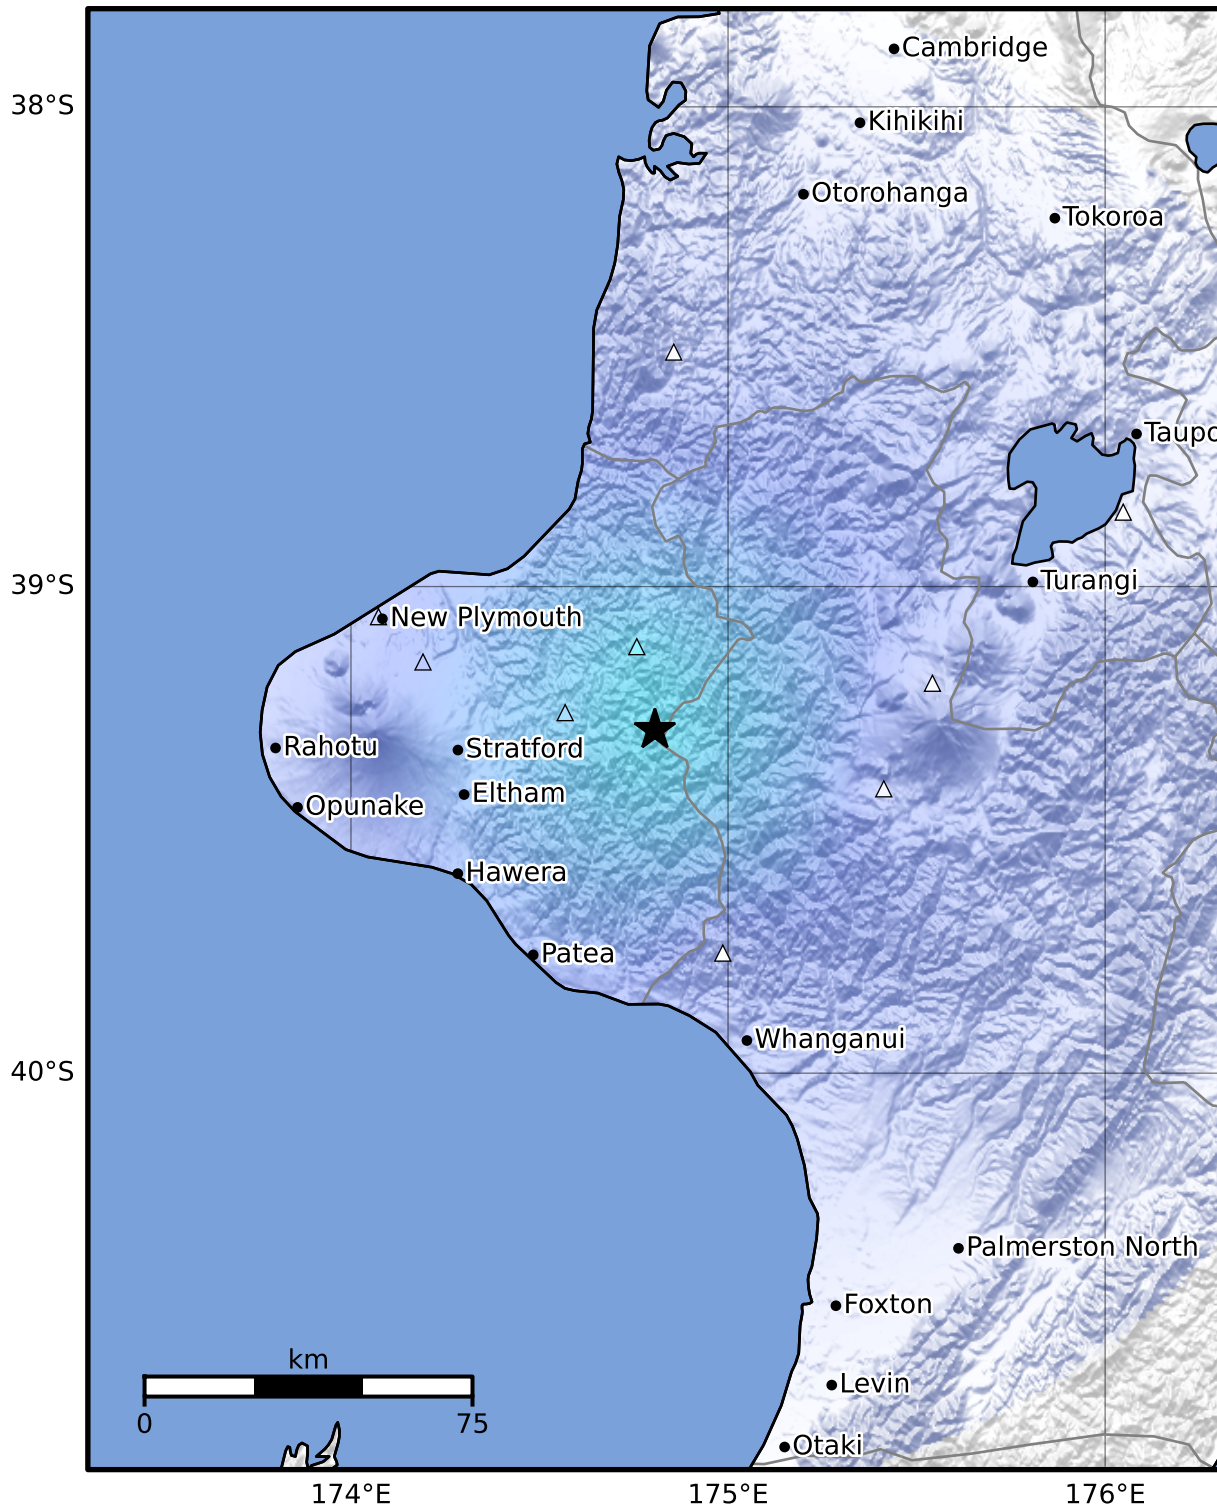 Cambridge
38°S
Kihikihi
Otorohanga
Tokoroa
Taupo
39°S
Turangi
New Plymouth
Rahotu
Stratford
Eltham
Opunake
Hawera
Patea
Whanganui
40°S
Palmerston North
Foxton
km
Levin
0
75
Otaki
174°E
175°E
176°E